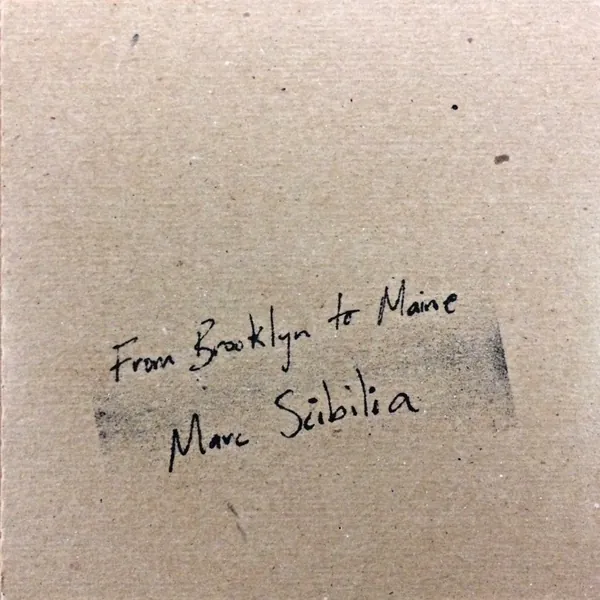 From Brooklyn to Maine
Marc Scibilia